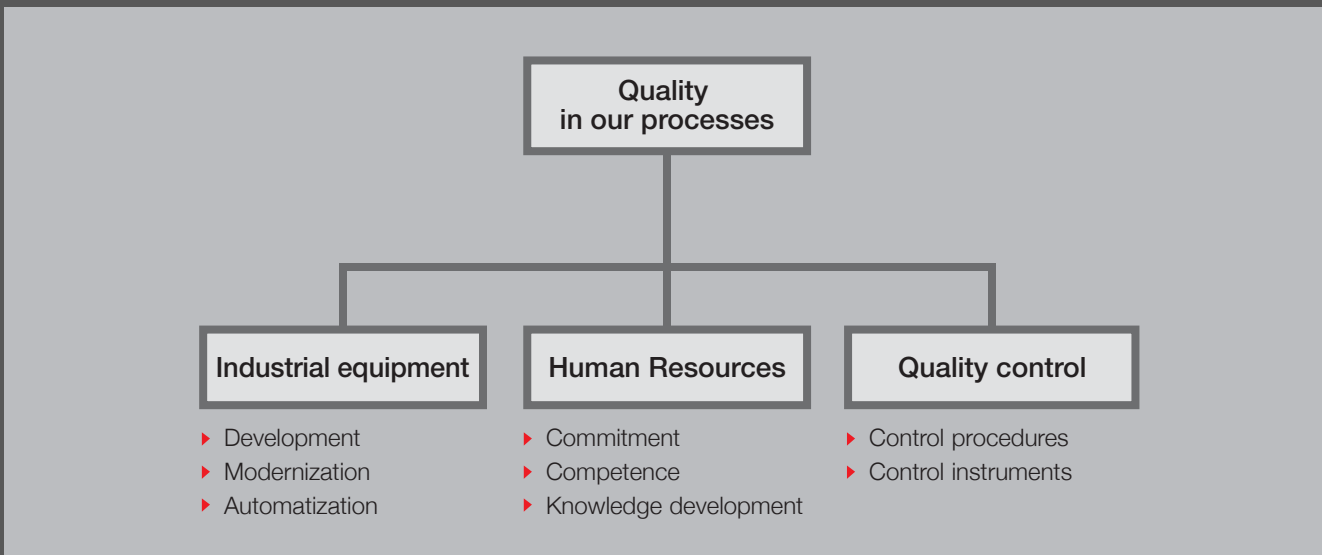 Quality
in our processes
Industrial equipment
Development
Modernization
Automatization
Human Resources
Commitment
Competence
Knowledge development
Quality control
Control procedures
Control instruments